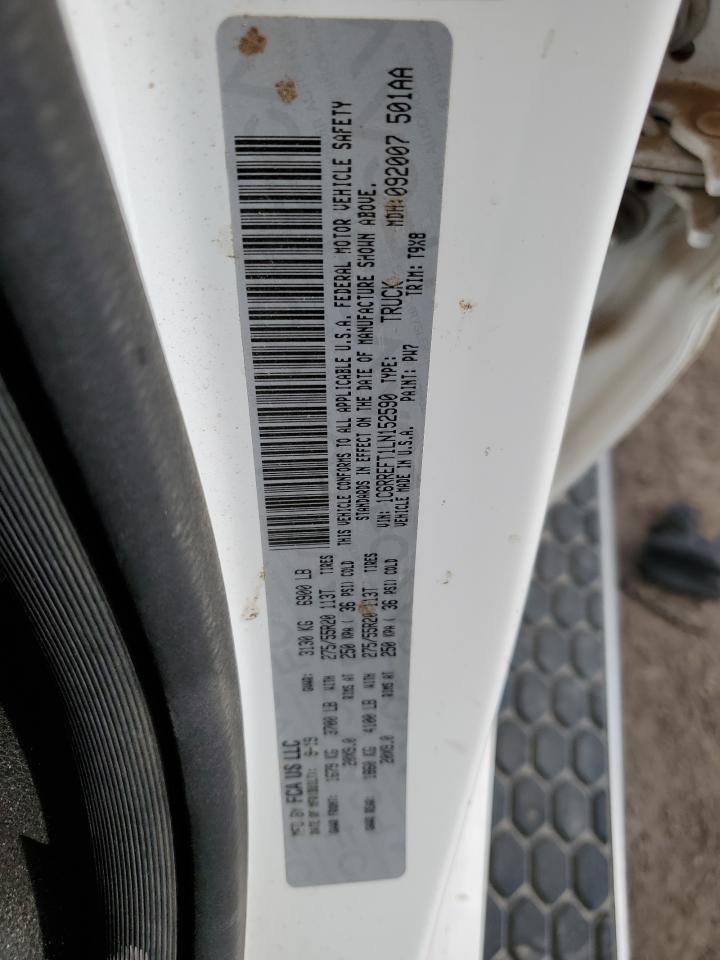 MFD BY FCA US LLC
DATE OF MFR: 9-19 GVWR: 3130 KG 6900 LB
GAWR FRONT: 1679 KG 3700 LB WITH 275/55R20 113T TIRES
20X9.0 RIMS AT 250 KPA ( 36 PSI) COLD
GAWR REAR: 1860 KG 4100 LB WITH 275/55R20 113T TIRES
20X9.0 RIMS AT 250 KPA ( 36 PSI) COLD
THIS VEHICLE CONFORMS TO ALL APPLICABLE U.S.A. FEDERAL MOTOR VEHICLE SAFETY
STANDARDS IN EFFECT ON THE DATE OF MANUFACTURE SHOWN ABOVE.
VIN: 1C6RREFT1LN152590 TYPE: TRUCK MDH: 092007 501AA
VEHICLE MADE IN U.S.A. PAINT: PW7 TRIM: T9X8